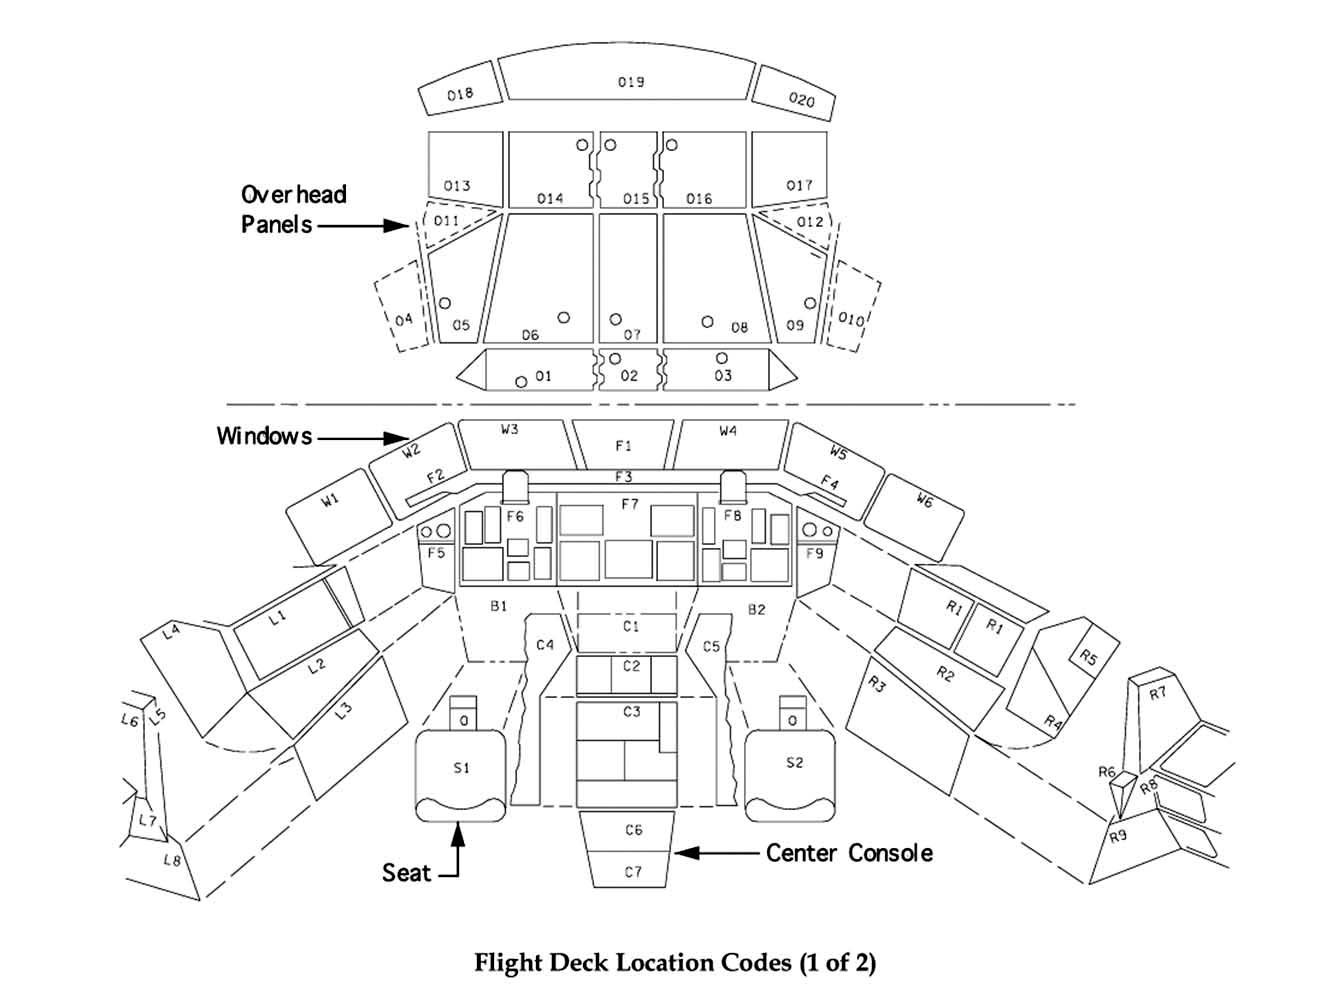 O19
O18
O20
O13
O14
O15
O16
O17
Overhead
Panels
O11
O12
O4
O5
O6
O7
O8
O9
O10
O1
O2
O3
Windows
W3
F1
W4
W2
W5
F2
F3
F4
W1
W6
F7
F6
F8
F5
F9
B1
B2
L1
R1
R1
L4
C1
L2
C4
C5
R5
C2
R2
R3
L3
C3
R7
L6
L5
O
O
R4
S1
S2
R6
R8
L7
C6
R9
L8
Center Console
Seat
C7
Flight Deck Location Codes (1 of 2)